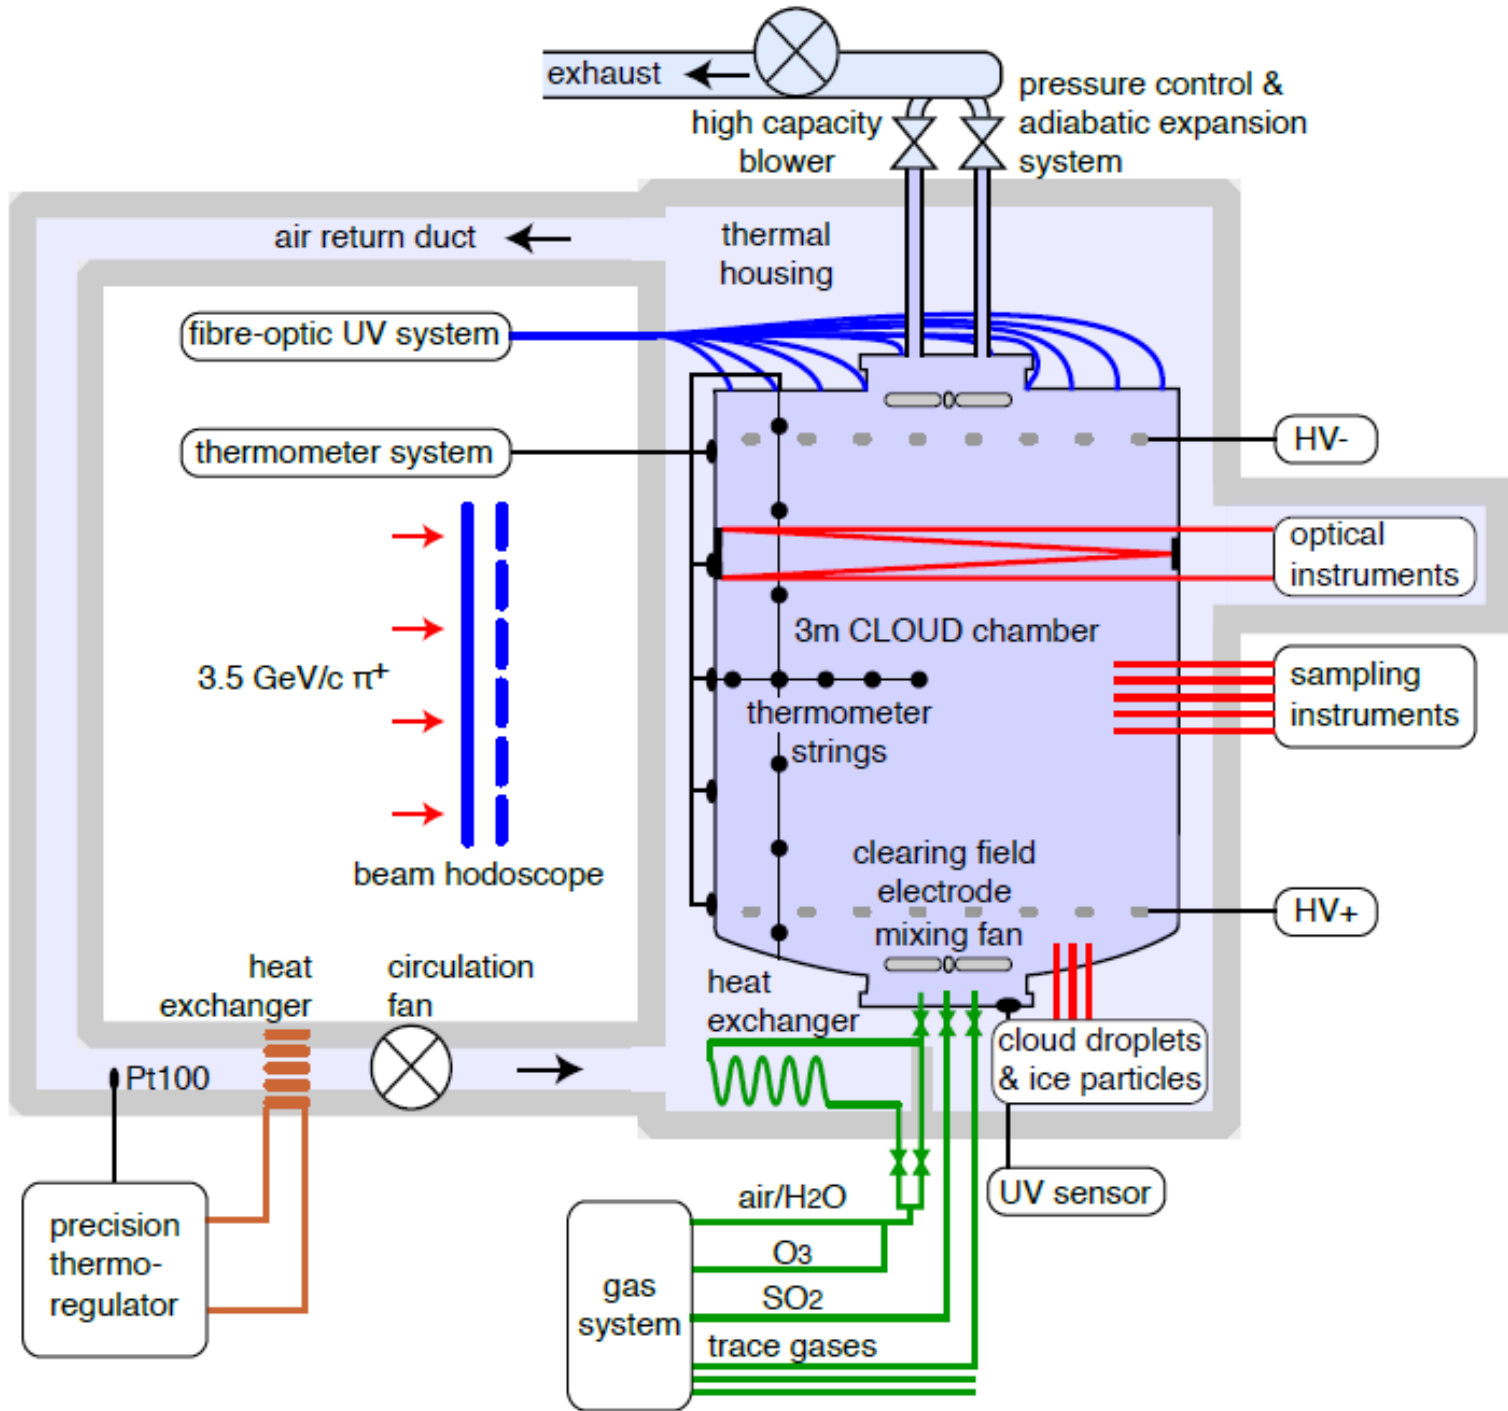 exhaust
high capacity
blower
pressure control &
adiabatic expansion
system
air return duct
thermal
housing
fibre-optic UV system
thermometer system
HV-
optical
instruments
3m CLOUD chamber
3.5 GeV/c π+
sampling
instruments
thermometer
strings
beam hodoscope
clearing field
electrode
HV+
mixing fan
heat
exchanger
circulation
fan
heat
exchanger
Pt100
cloud droplets
& ice particles
UV sensor
precision
thermo-
regulator
air/H2O
O3
SO2
trace gases
gas
system